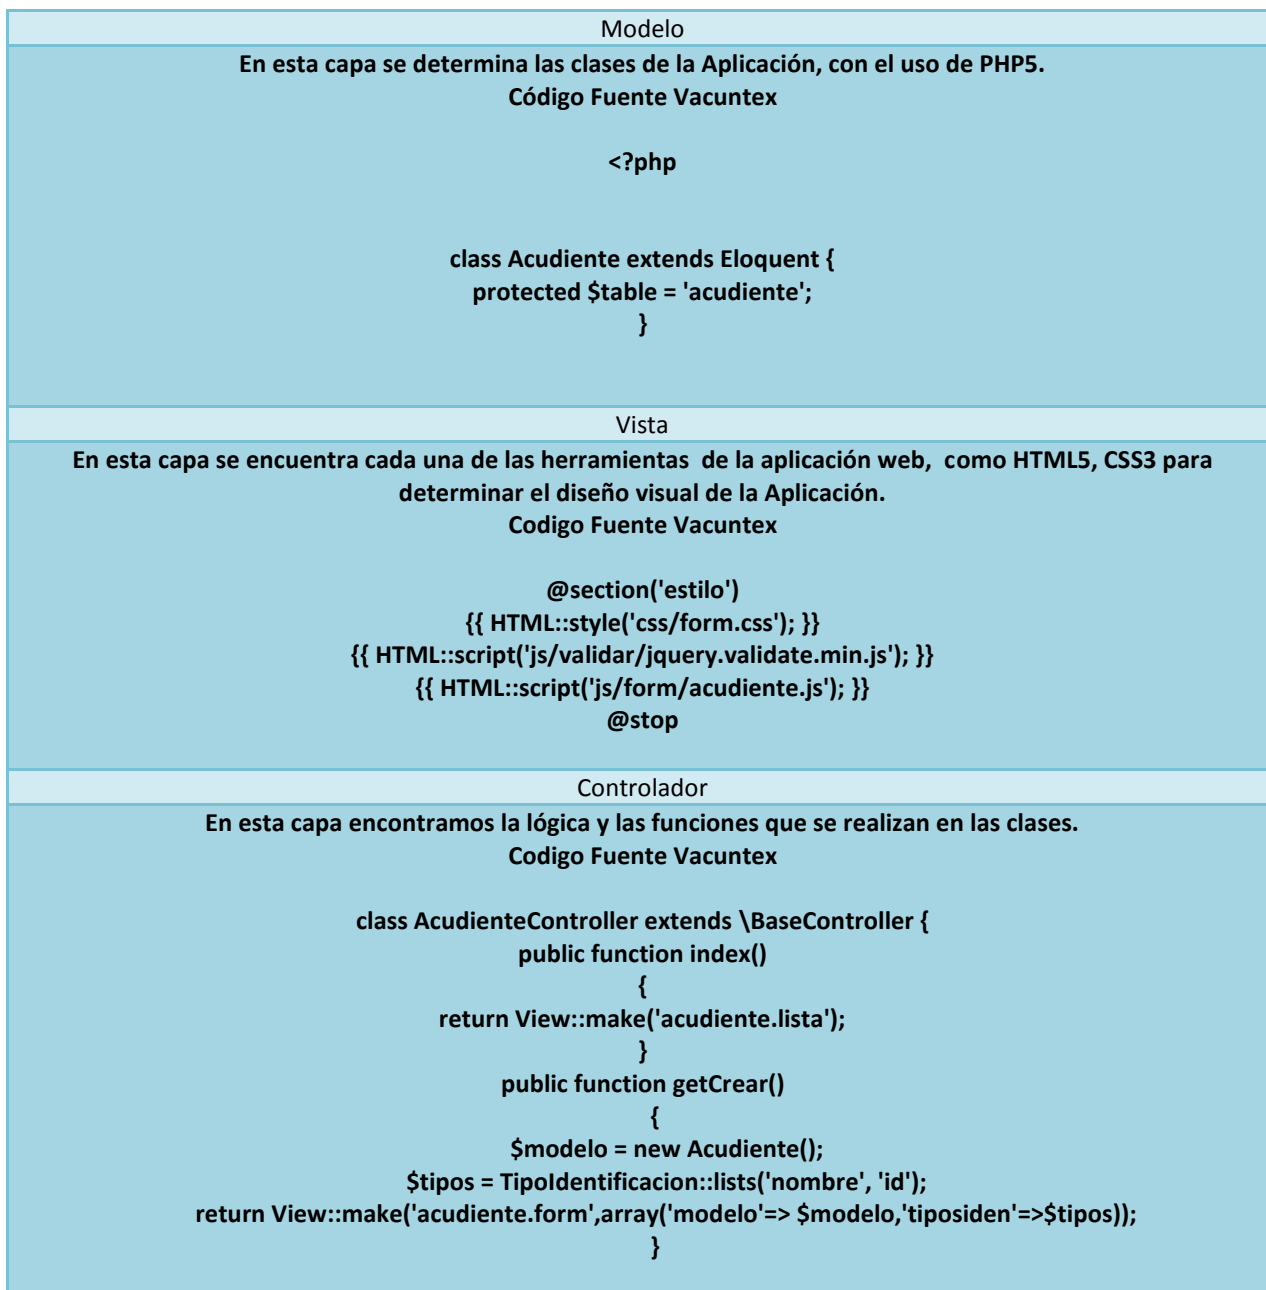 Modelo
En esta capa se determina las clases de la Aplicación, con el uso de PHP5.
Código Fuente Vacuntex
<?php
class Acudiente extends Eloquent {
protected $table = 'acudiente';
}
Vista
En esta capa se encuentra cada una de las herramientas  de la aplicación web,  como HTML5, CSS3 para
determinar el diseño visual de la Aplicación.
Codigo Fuente Vacuntex
@section('estilo')
{{ HTML::style('css/form.css'); }}
{{ HTML::script('js/validar/jquery.validate.min.js'); }}
{{ HTML::script('js/form/acudiente.js'); }}
@stop
Controlador
En esta capa encontramos la lógica y las funciones que se realizan en las clases.
Codigo Fuente Vacuntex
class AcudienteController extends \BaseController {
public function index()
{
return View::make('acudiente.lista');
}
public function getCrear()
{
$modelo = new Acudiente();
$tipos = TipoIdentificacion::lists('nombre', 'id');
return View::make('acudiente.form',array('modelo'=> $modelo,'tiposiden'=>$tipos));
}